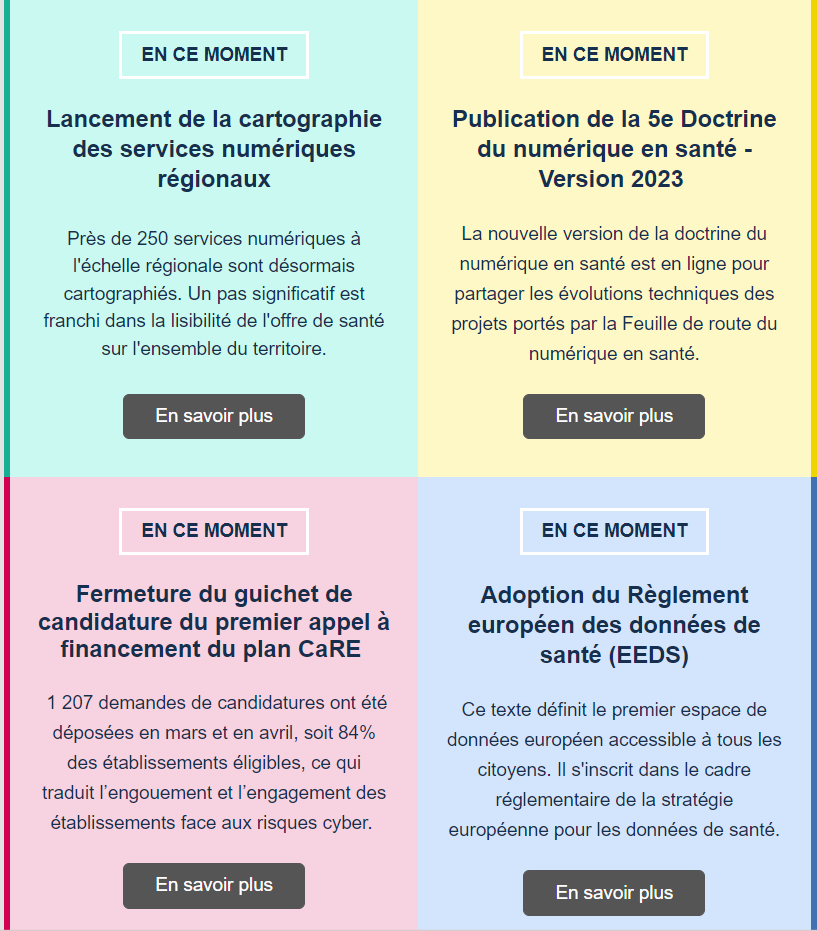 EN CE MOMENT
Lancement de la cartographie
des services numériques
régionaux
Près de 250 services numériques à
l'échelle régionale sont désormais
cartographiés. Un pas significatif est
franchi dans la lisibilité de l'offre de santé
sur l'ensemble du territoire.
En savoir plus
EN CE MOMENT
Publication de la 5e Doctrine
du numérique en santé -
Version 2023
La nouvelle version de la doctrine du
numérique en santé est en ligne pour
partager les évolutions techniques des
projets portés par la Feuille de route du
numérique en santé.
En savoir plus
EN CE MOMENT
Fermeture du guichet de
candidature du premier appel à
financement du plan CaRE
1 207 demandes de candidatures ont été
déposées en mars et en avril, soit 84%
des établissements éligibles, ce qui
traduit l’engouement et l’engagement des
établissements face aux risques cyber.
En savoir plus
EN CE MOMENT
Adoption du Règlement
européen des données de
santé (EEDS)
Ce texte définit le premier espace de
données européen accessible à tous les
citoyens. Il s'inscrit dans le cadre
réglementaire de la stratégie
européenne pour les données de santé.
En savoir plus